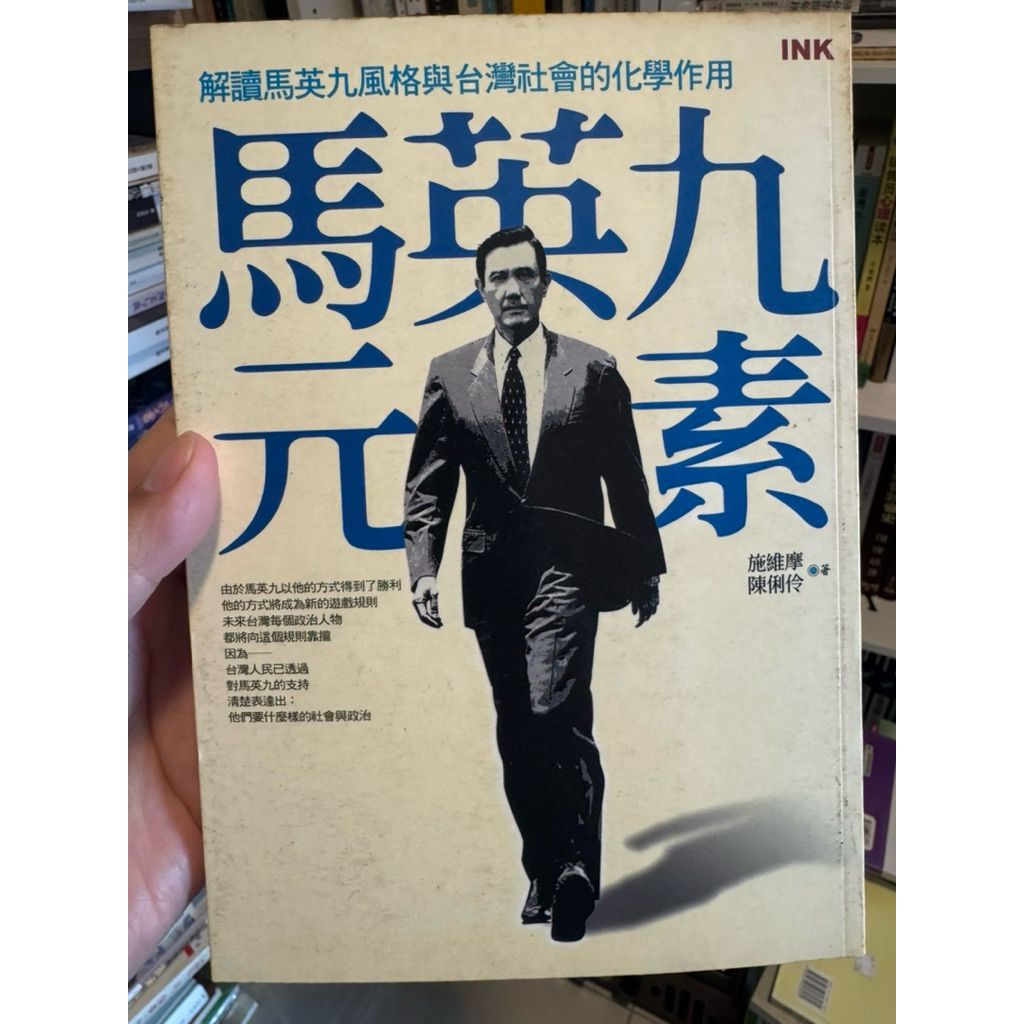 INK
解讀馬英九風格與台灣社會的化學作用
馬英九
元素
施維摩
陳俐伶
著
由於馬英九以他的方式得到了勝利
他的方式將成為新的遊戲規則
未來台灣每個政治人物
都將向這個規則靠攏
因為──
台灣人民已透過
對馬英九的支持
清楚表達出：
他們要什麼樣的社會與政治